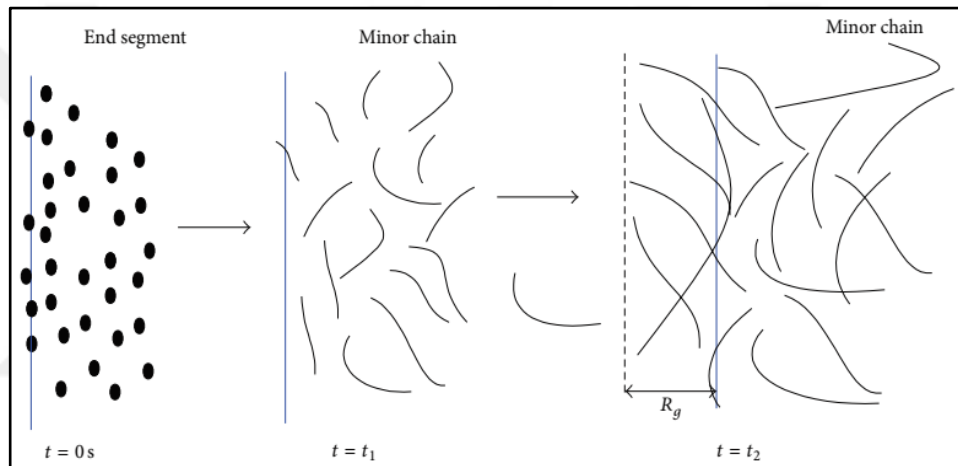 End segment
Minor chain
Minor chain
R_g
t = 0 s
t = t_1
t = t_2